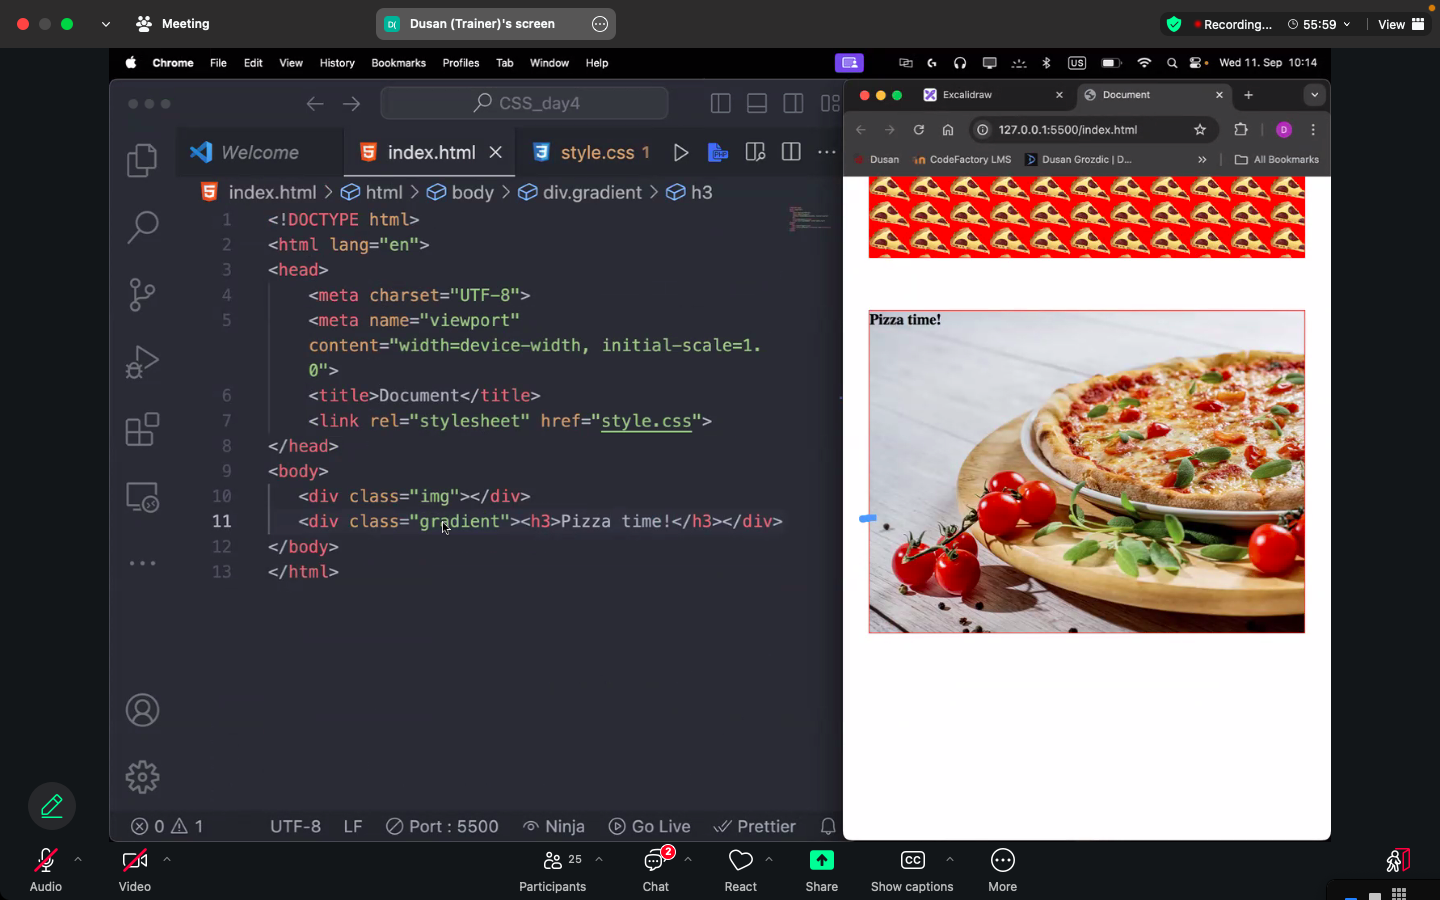 Meeting
D( Dusan (Trainer)'s screen
Recording...
55:59
View
Chrome File Edit View History Bookmarks Profiles Tab Window Help
US
Wed 11. Sep 10:14
CSS_day4
Excalidraw
Document
Welcome
index.html
style.css 1
127.0.0.1:5500/index.html
D
Dusan
CodeFactory LMS
Dusan Grozdic | D...
All Bookmarks
index.html > html > body > div.gradient > h3
1 <!DOCTYPE html>
2 <html lang="en">
3 <head>
4 <meta charset="UTF-8">
5 <meta name="viewport"
content="width=device-width, initial-scale=1.
0">
6 <title>Document</title>
7 <link rel="stylesheet" href="style.css">
8 </head>
9 <body>
10 <div class="img"></div>
11 <div class="gradient"><h3>Pizza time!</h3></div>
12 </body>
13 </html>
Pizza time!
0 1
UTF-8
LF
Port : 5500
Ninja
Go Live
Prettier
Audio
Video
25
Participants
2
Chat
React
Share
CC
Show captions
More